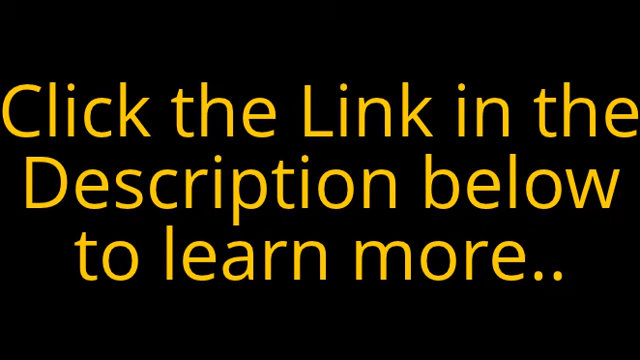 Click the Link in the
Description below
to learn more..